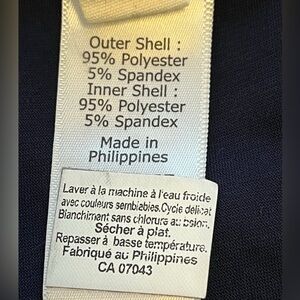 Outer Shell :
95% Polyester
5% Spandex
Inner Shell :
95% Polyester
5% Spandex
Made in
Philippines
Laver à la machine à l'eau froide
avec couleurs semblables. Cycle délicat
Blanchiment sans chlorure au besoin.
Sécher à plat.
Repasser à basse température.
Fabriqué au Philippines
CA 07043